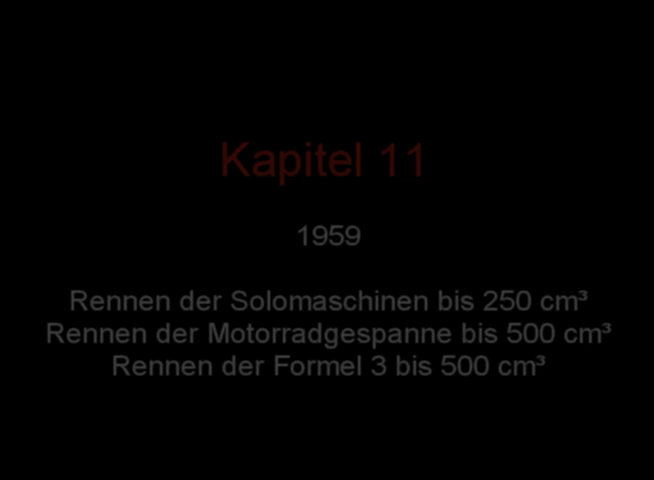 Kapitel 11
1959
Rennen der Solomaschinen bis 250 cm³
Rennen der Motorradgespanne bis 500 cm³
Rennen der Formel 3 bis 500 cm³